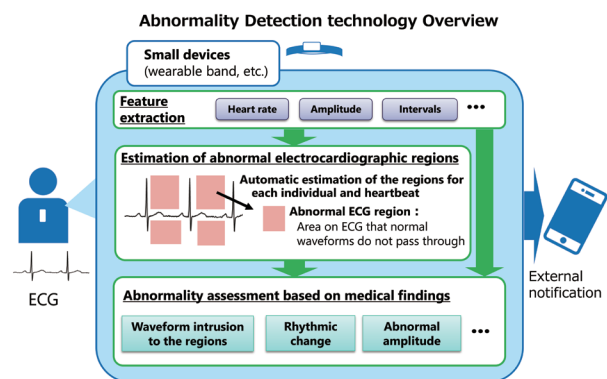 Abnormality Detection technology Overview
Small devices
(wearable band, etc.)
Feature
extraction
Heart rate
Amplitude
Intervals
•••
Estimation of abnormal electrocardiographic regions
Automatic estimation of the regions for
each individual and heartbeat
Abnormal ECG region :
Area on ECG that normal
waveforms do not pass through
ECG
External
notification
Abnormality assessment based on medical findings
Waveform intrusion
to the regions
Rhythmic
change
Abnormal
amplitude
•••